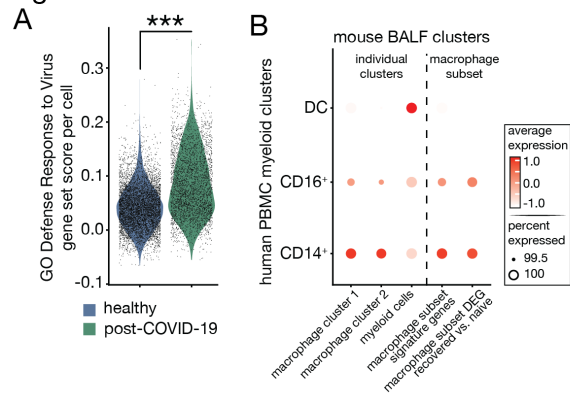 A
***
GO Defense Response to Virus
gene set score per cell
0.3
0.2
0.1
0.0
-0.1
healthy
post-COVID-19
B
mouse BALF clusters
individual
clusters
macrophage
subset
human PBMC myeloid clusters
DC
CD16+
CD14+
macrophage cluster 1
macrophage cluster 2
myeloid cells
macrophage subset
signature genes
macrophage subset DEG
recovered vs. naive
average
expression
1.0
0.0
-1.0
percent
expressed
99.5
100